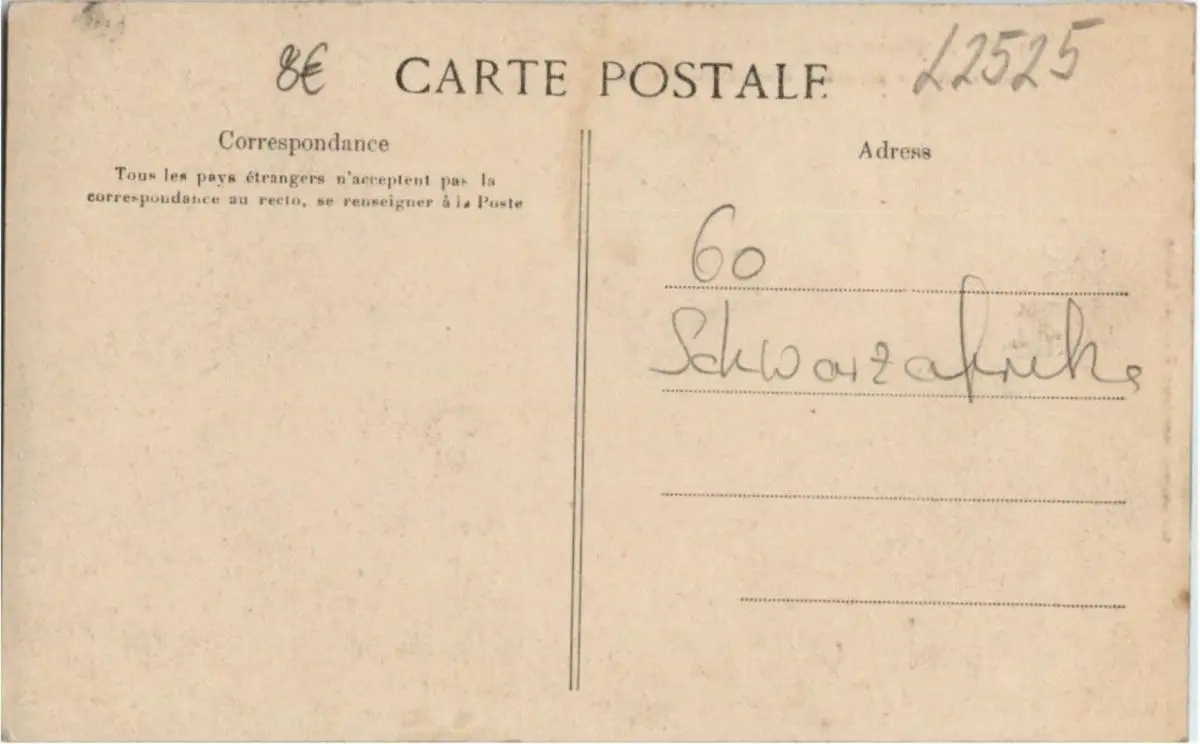 8€
CARTE POSTALE
L2525
Correspondance
Tous les pays étrangers n'acceptent pas la
correspondance au recto, se renseigner à la Poste
Adress
60
Schwarzafrika